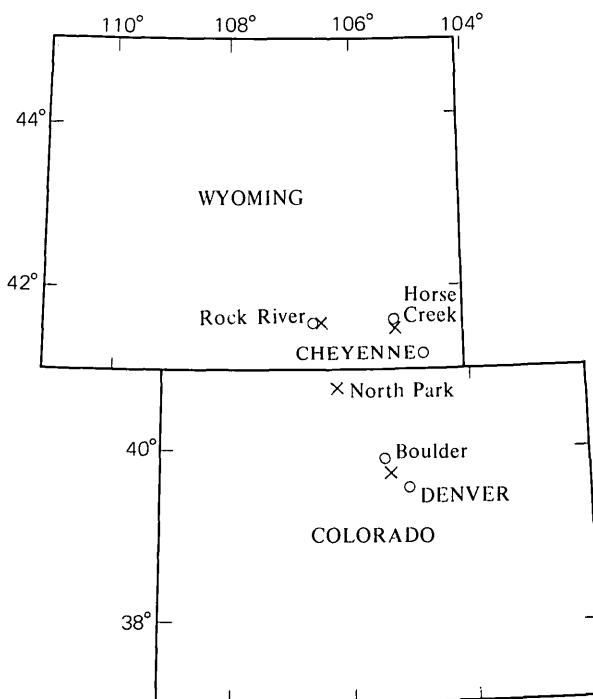 110° 108° 106° 104°
44°
WYOMING
42°
Horse
Rock River Creek
CHEYENNE
North Park
40°
Boulder
DENVER
COLORADO
38°